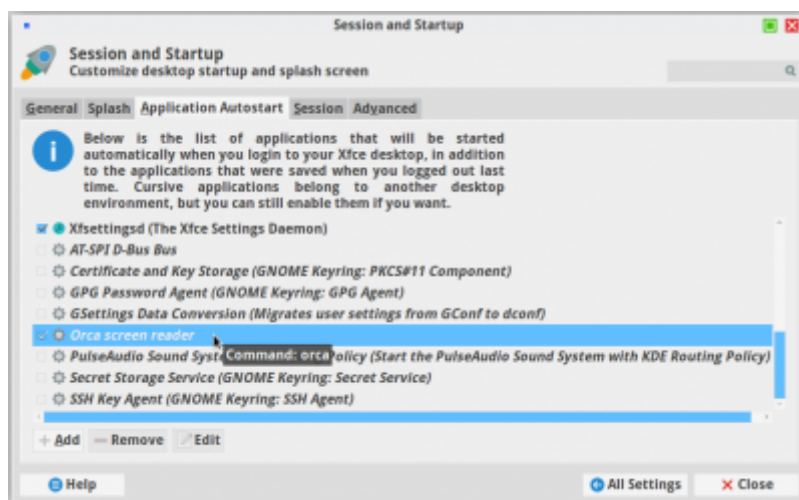 Session and Startup
Session and Startup
Customize desktop startup and splash screen
General Splash Application Autostart Session Advanced
Below is the list of applications that will be started
automatically when you login to your Xfce desktop, in addition
to the applications that were saved when you logged out last
time. Cursive applications belong to another desktop
environment, but you can still enable them if you want.
Xfsettingsd (The Xfce Settings Daemon)
AT-SPI D-Bus Bus
Certificate and Key Storage (GNOME Keyring: PKCS#11 Component)
GPG Password Agent (GNOME Keyring: GPG Agent)
GSettings Data Conversion (Migrates user settings from GConf to dconf)
Orca screen reader
PulseAudio Sound Syste Command: orca olicy (Start the PulseAudio Sound System with KDE Routing Policy)
Secret Storage Service (GNOME Keyring: Secret Service)
SSH Key Agent (GNOME Keyring: SSH Agent)
Add Remove Edit
Help All Settings Close